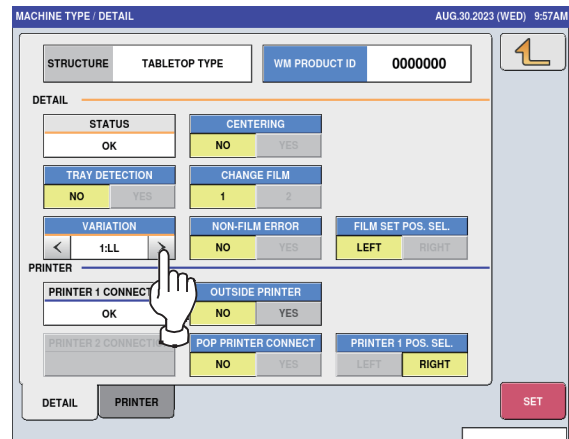 MACHINE TYPE / DETAIL AUG.30.2023 (WED) 9:57AM
STRUCTURE TABLETOP TYPE WM PRODUCT ID 0000000
DETAIL
STATUS CENTERING
OK NO YES
TRAY DETECTION CHANGE FILM
NO YES 1 2
VARIATION NON-FILM ERROR FILM SET POS. SEL.
< 1:LL > NO YES LEFT RIGHT
PRINTER
PRINTER 1 CONNECT OUTSIDE PRINTER
OK NO YES
PRINTER 2 CONNECTI POP PRINTER CONNECT PRINTER 1 POS. SEL.
NO YES LEFT RIGHT
DETAIL PRINTER SET